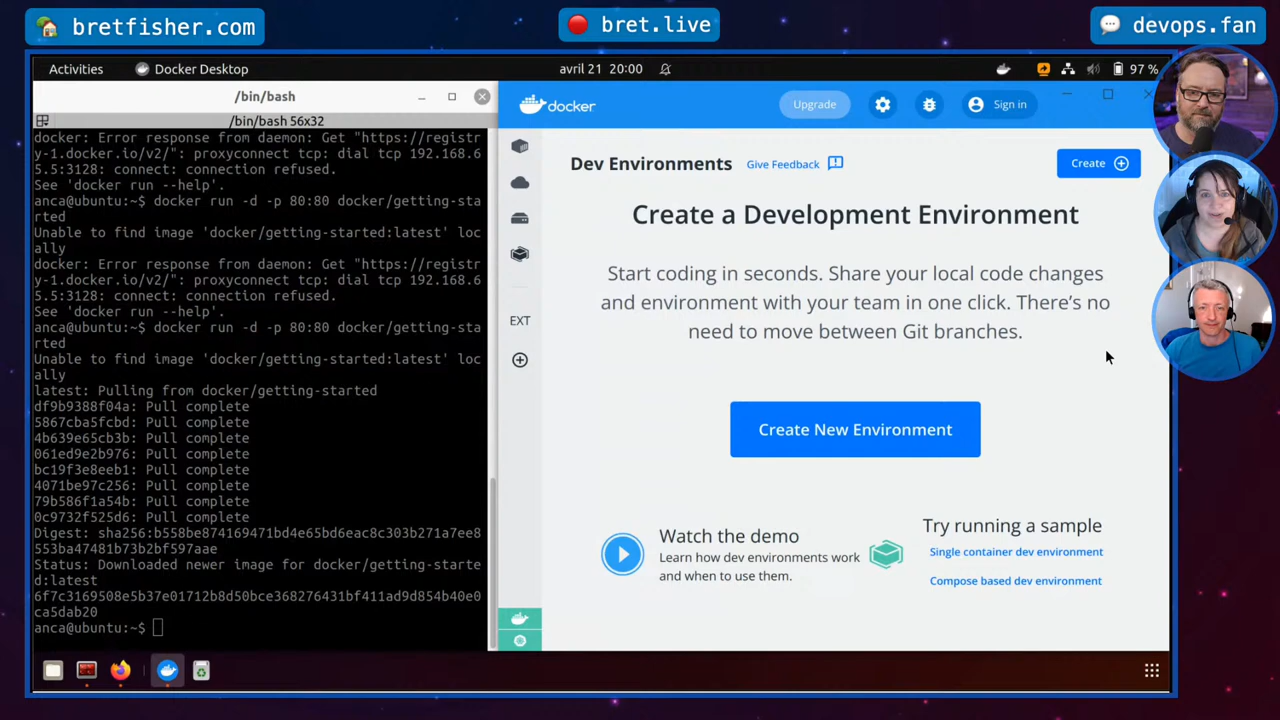 bretfisher.com
bret.live
devops.fan
Activities
Docker Desktop
avril 21 20:00
97 %
/bin/bash
/bin/bash 56x32
docker: Error response from daemon: Get "https://registr
y-1.docker.io/v2/": proxyconnect tcp: dial tcp 192.168.6
5.5:3128: connect: connection refused.
See 'docker run --help'.
anca@ubuntu:~$ docker run -d -p 80:80 docker/getting-sta
rted
Unable to find image 'docker/getting-started:latest' loc
ally
docker: Error response from daemon: Get "https://registr
y-1.docker.io/v2/": proxyconnect tcp: dial tcp 192.168.6
5.5:3128: connect: connection refused.
See 'docker run --help'.
anca@ubuntu:~$ docker run -d -p 80:80 docker/getting-sta
rted
Unable to find image 'docker/getting-started:latest' loc
ally
latest: Pulling from docker/getting-started
df9b9388f04a: Pull complete
5867cba5fcbd: Pull complete
4b639e65cb3b: Pull complete
061ed9e2b976: Pull complete
bc19f3e8eeb1: Pull complete
4071be97c256: Pull complete
79b586f1a54b: Pull complete
0c9732f525d6: Pull complete
Digest: sha256:b558be874169471bd4e65bd6eac8c303b271a7ee8
553ba47481b73b2bf597aae
Status: Downloaded newer image for docker/getting-starte
d:latest
6f7c3169508e5b37e01712b8d50bce368276431bf411ad9d854b40e0
ca5dab20
anca@ubuntu:~$
docker
Upgrade
Sign in
EXT
Dev Environments
Give Feedback
Create
Create a Development Environment
Start coding in seconds. Share your local code changes
and environment with your team in one click. There’s no
need to move between Git branches.
Create New Environment
Watch the demo
Learn how dev environments work
and when to use them.
Try running a sample
Single container dev environment
Compose based dev environment